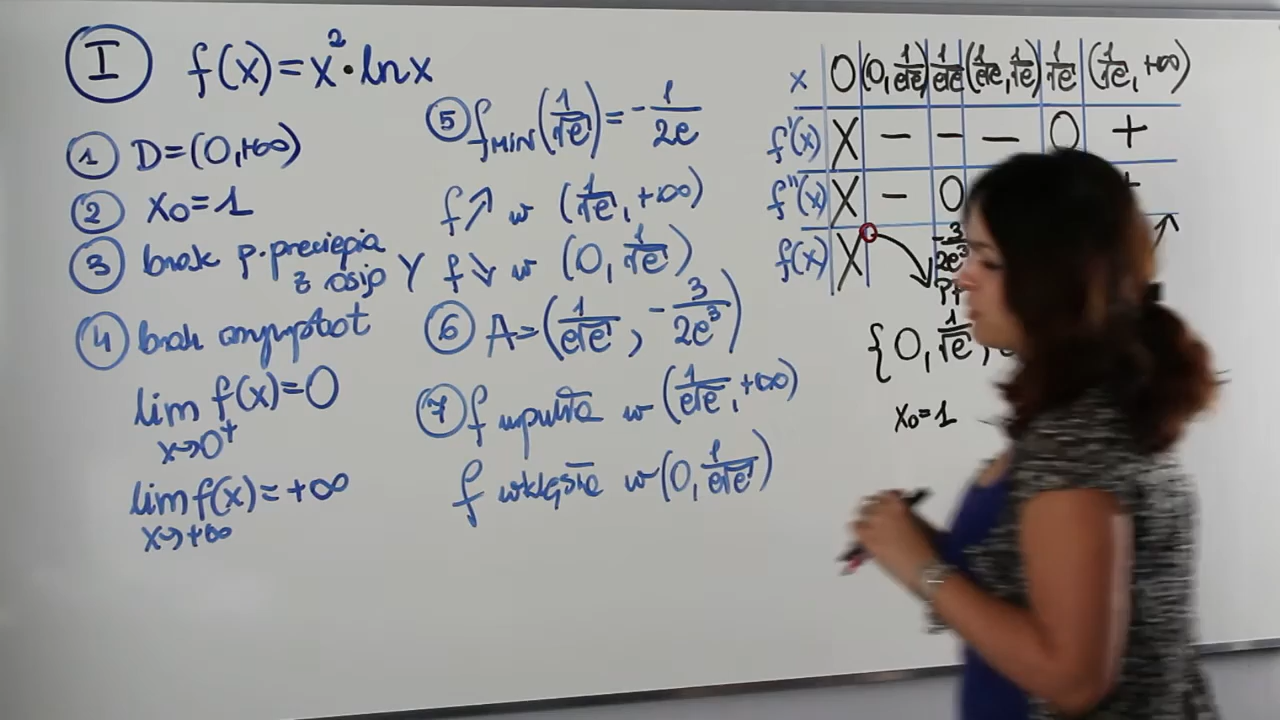 I f(x)=x²·lnx
1 D=(0,+∞)
2 x₀=1
3 brak p. przecięcia
z osią Y
4 brak asymptot
lim f(x)=0
x→0⁺
lim f(x)=+∞
x→+∞
5 f_MIN(1/√e)=-1/2e
f↗ w (1/√e, +∞)
f↘ w (0, 1/√e)
6 A=(1/e√e, -3/2e³)
7 f wypukła w (1/e√e, +∞)
f wklęsła w (0, 1/e√e)
x 0 (0, 1/e√e) 1/e√e (1/e√e, 1/√e) 1/√e (1/√e, +∞)
f'(x) X - - - 0 +
f''(x) X - 0
f(x) X ↘ -3/2e³ ↗
{0, 1/√e,
x₀=1